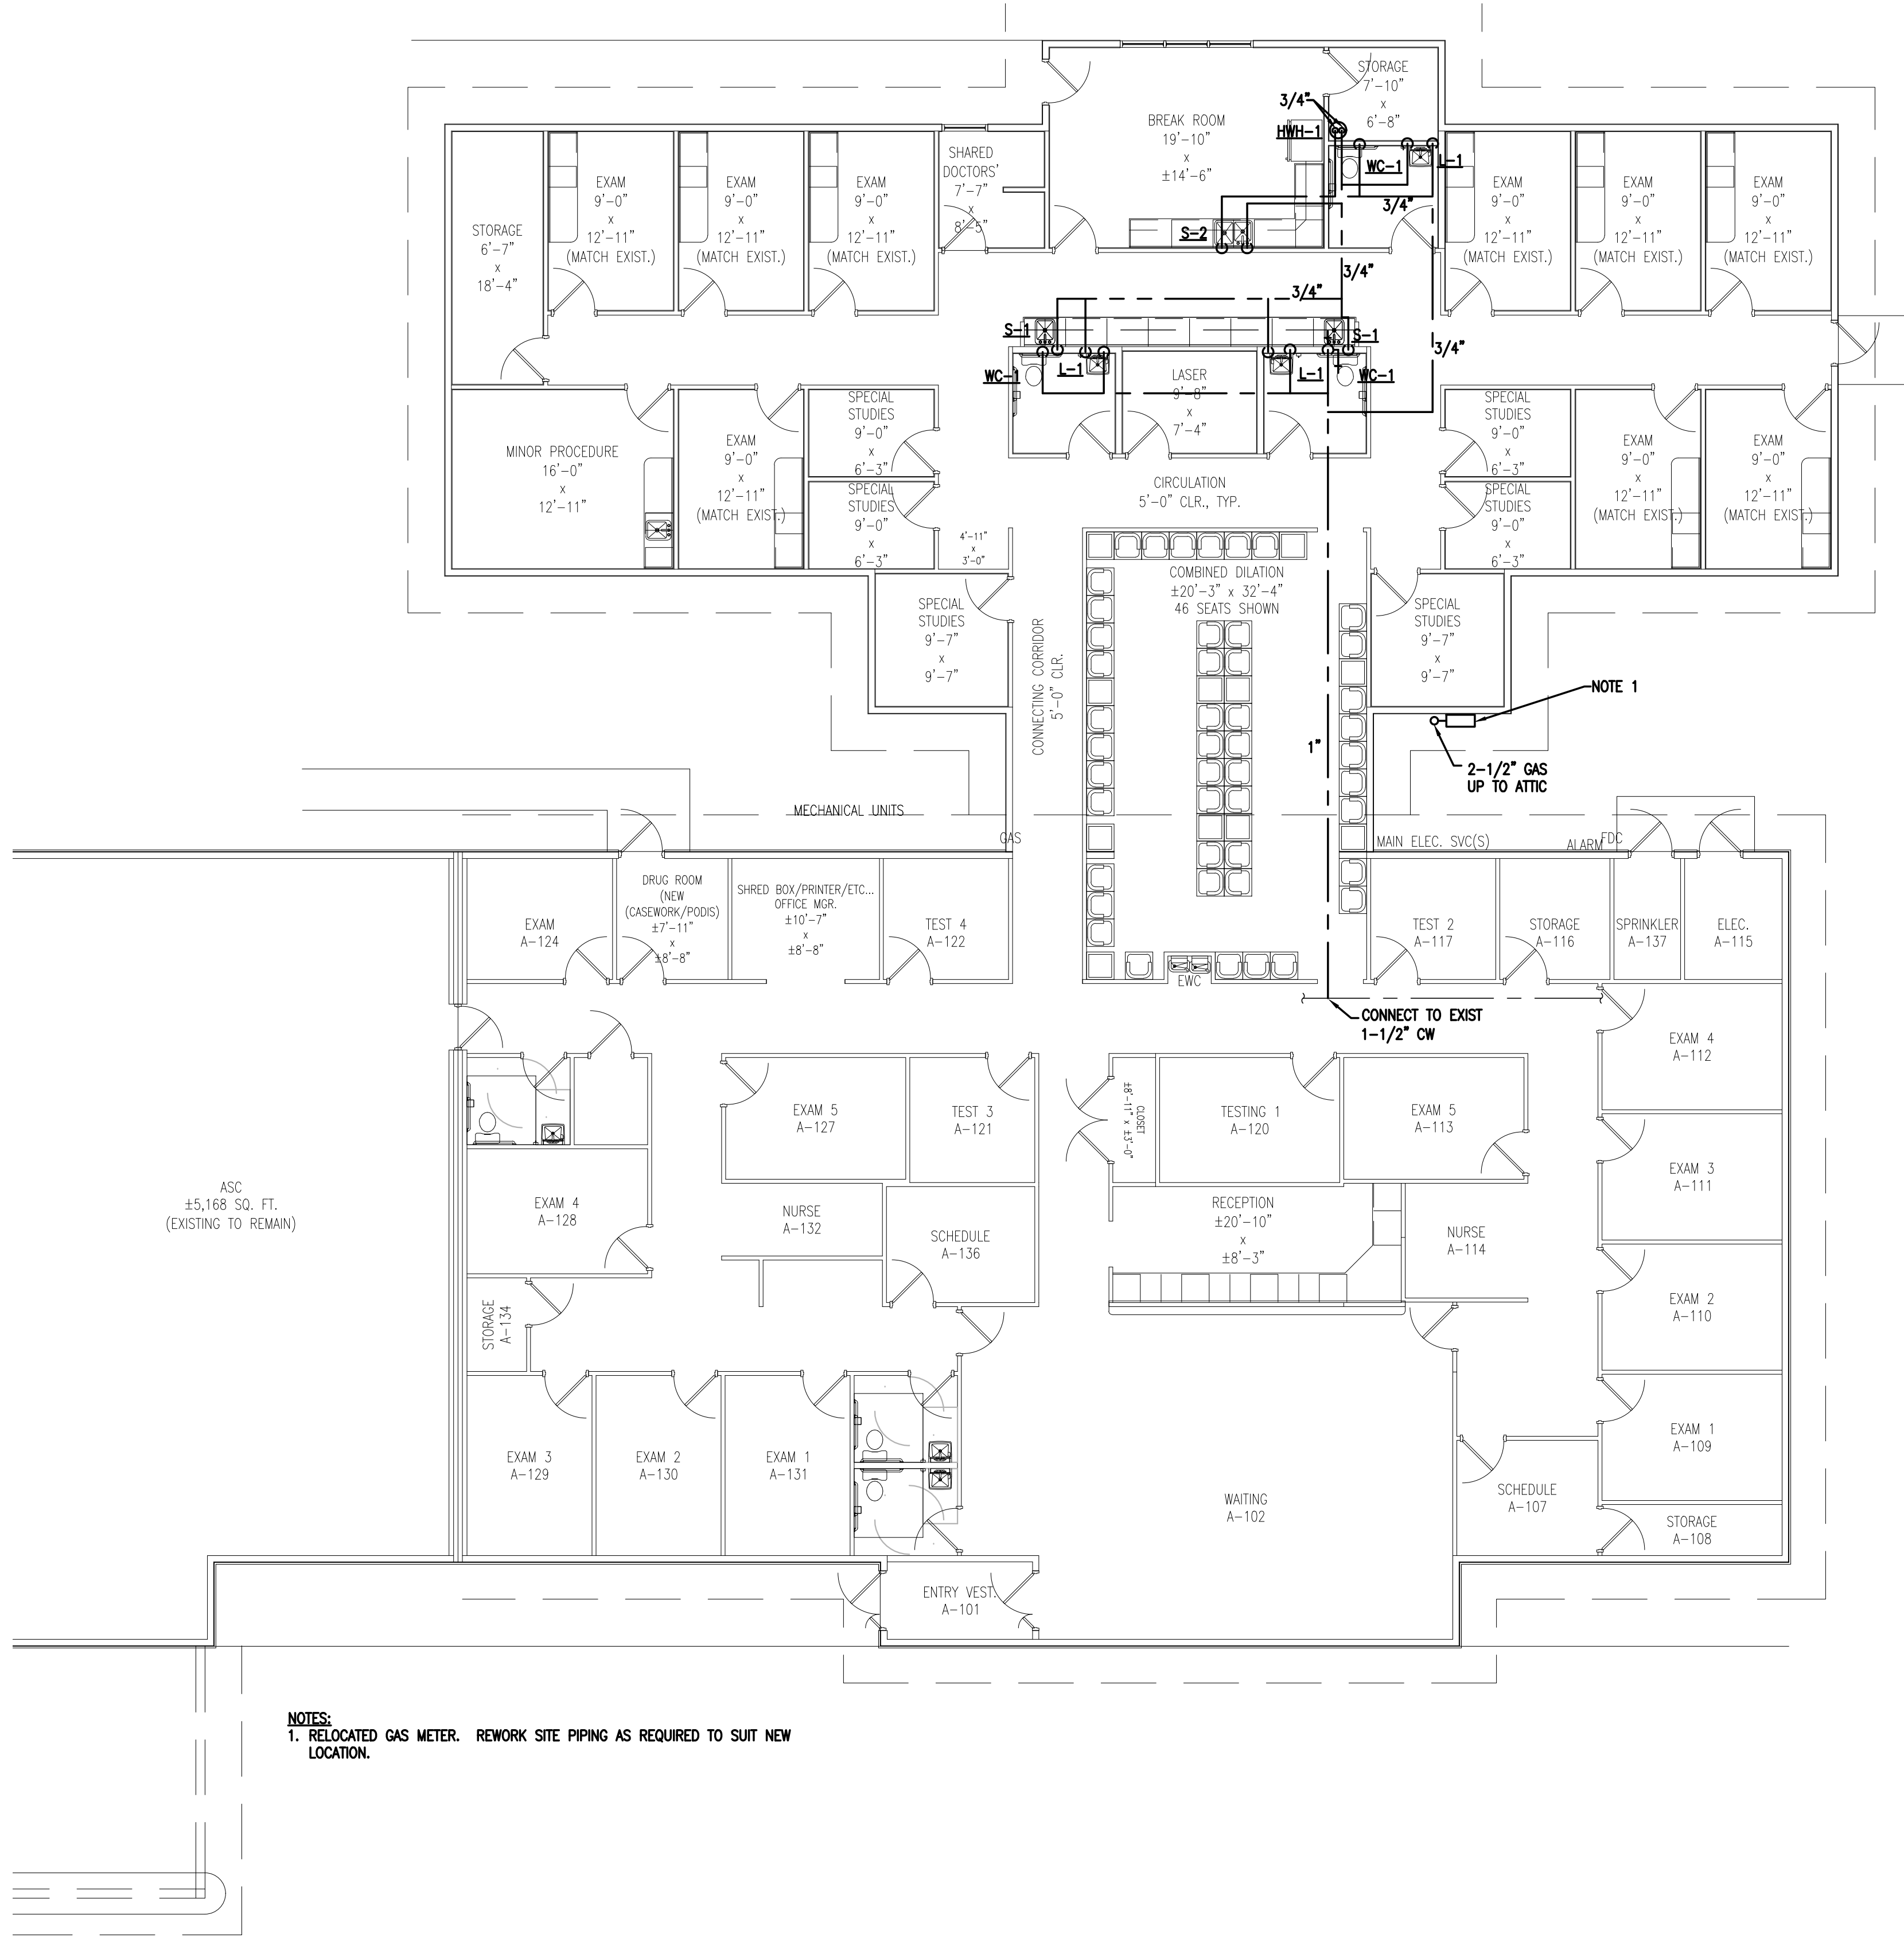 STORAGE
7'-10"
x
6'-8"
3/4"
HWH-1
BREAK ROOM
19'-10"
x
±14'-6"
WC-1
L-1
3/4"
S-2
SHARED
DOCTORS'
7'-7"
x
8'-5"
STORAGE
6'-7"
x
18'-4"
EXAM
9'-0"
x
12'-11"
(MATCH EXIST.)
EXAM
9'-0"
x
12'-11"
(MATCH EXIST.)
EXAM
9'-0"
x
12'-11"
(MATCH EXIST.)
EXAM
9'-0"
x
12'-11"
(MATCH EXIST.)
EXAM
9'-0"
x
12'-11"
(MATCH EXIST.)
EXAM
9'-0"
x
12'-11"
(MATCH EXIST.)
3/4"
3/4"
3/4"
S-1
S-1
WC-1
L-1
L-1
WC-1
LASER
9'-8"
x
7'-4"
MINOR PROCEDURE
16'-0"
x
12'-11"
EXAM
9'-0"
x
12'-11"
(MATCH EXIST.)
SPECIAL
STUDIES
9'-0"
x
6'-3"
SPECIAL
STUDIES
9'-0"
x
6'-3"
4'-11"
x
3'-0"
CIRCULATION
5'-0" CLR., TYP.
SPECIAL
STUDIES
9'-0"
x
6'-3"
SPECIAL
STUDIES
9'-0"
x
6'-3"
EXAM
9'-0"
x
12'-11"
(MATCH EXIST.)
EXAM
9'-0"
x
12'-11"
(MATCH EXIST.)
SPECIAL
STUDIES
9'-7"
x
9'-7"
CONNECTING CORRIDOR
5'-0" CLR.
COMBINED DILATION
±20'-3" x 32'-4"
46 SEATS SHOWN
SPECIAL
STUDIES
9'-7"
x
9'-7"
1"
NOTE 1
2-1/2" GAS
UP TO ATTIC
MECHANICAL UNITS
GAS
MAIN ELEC. SVC(S)
ALARM
FDC
EXAM
A-124
DRUG ROOM
(NEW
(CASEWORK/PODIS)
±7'-11"
x
±8'-8"
SHRED BOX/PRINTER/ETC...
OFFICE MGR.
±10'-7"
x
±8'-8"
TEST 4
A-122
EWC
TEST 2
A-117
STORAGE
A-116
SPRINKLER
A-137
ELEC.
A-115
CONNECT TO EXIST
1-1/2" CW
EXAM 5
A-127
TEST 3
A-121
CLOSET
±8'-11" x ±3'-0"
TESTING 1
A-120
EXAM 5
A-113
EXAM 4
A-112
ASC
±5,168 SQ. FT.
(EXISTING TO REMAIN)
EXAM 4
A-128
NURSE
A-132
SCHEDULE
A-136
RECEPTION
±20'-10"
x
±8'-3"
NURSE
A-114
EXAM 3
A-111
STORAGE
A-134
EXAM 2
A-110
EXAM 3
A-129
EXAM 2
A-130
EXAM 1
A-131
WAITING
A-102
SCHEDULE
A-107
EXAM 1
A-109
STORAGE
A-108
ENTRY VEST.
A-101
NOTES:
1. RELOCATED GAS METER. REWORK SITE PIPING AS REQUIRED TO SUIT NEW
LOCATION.